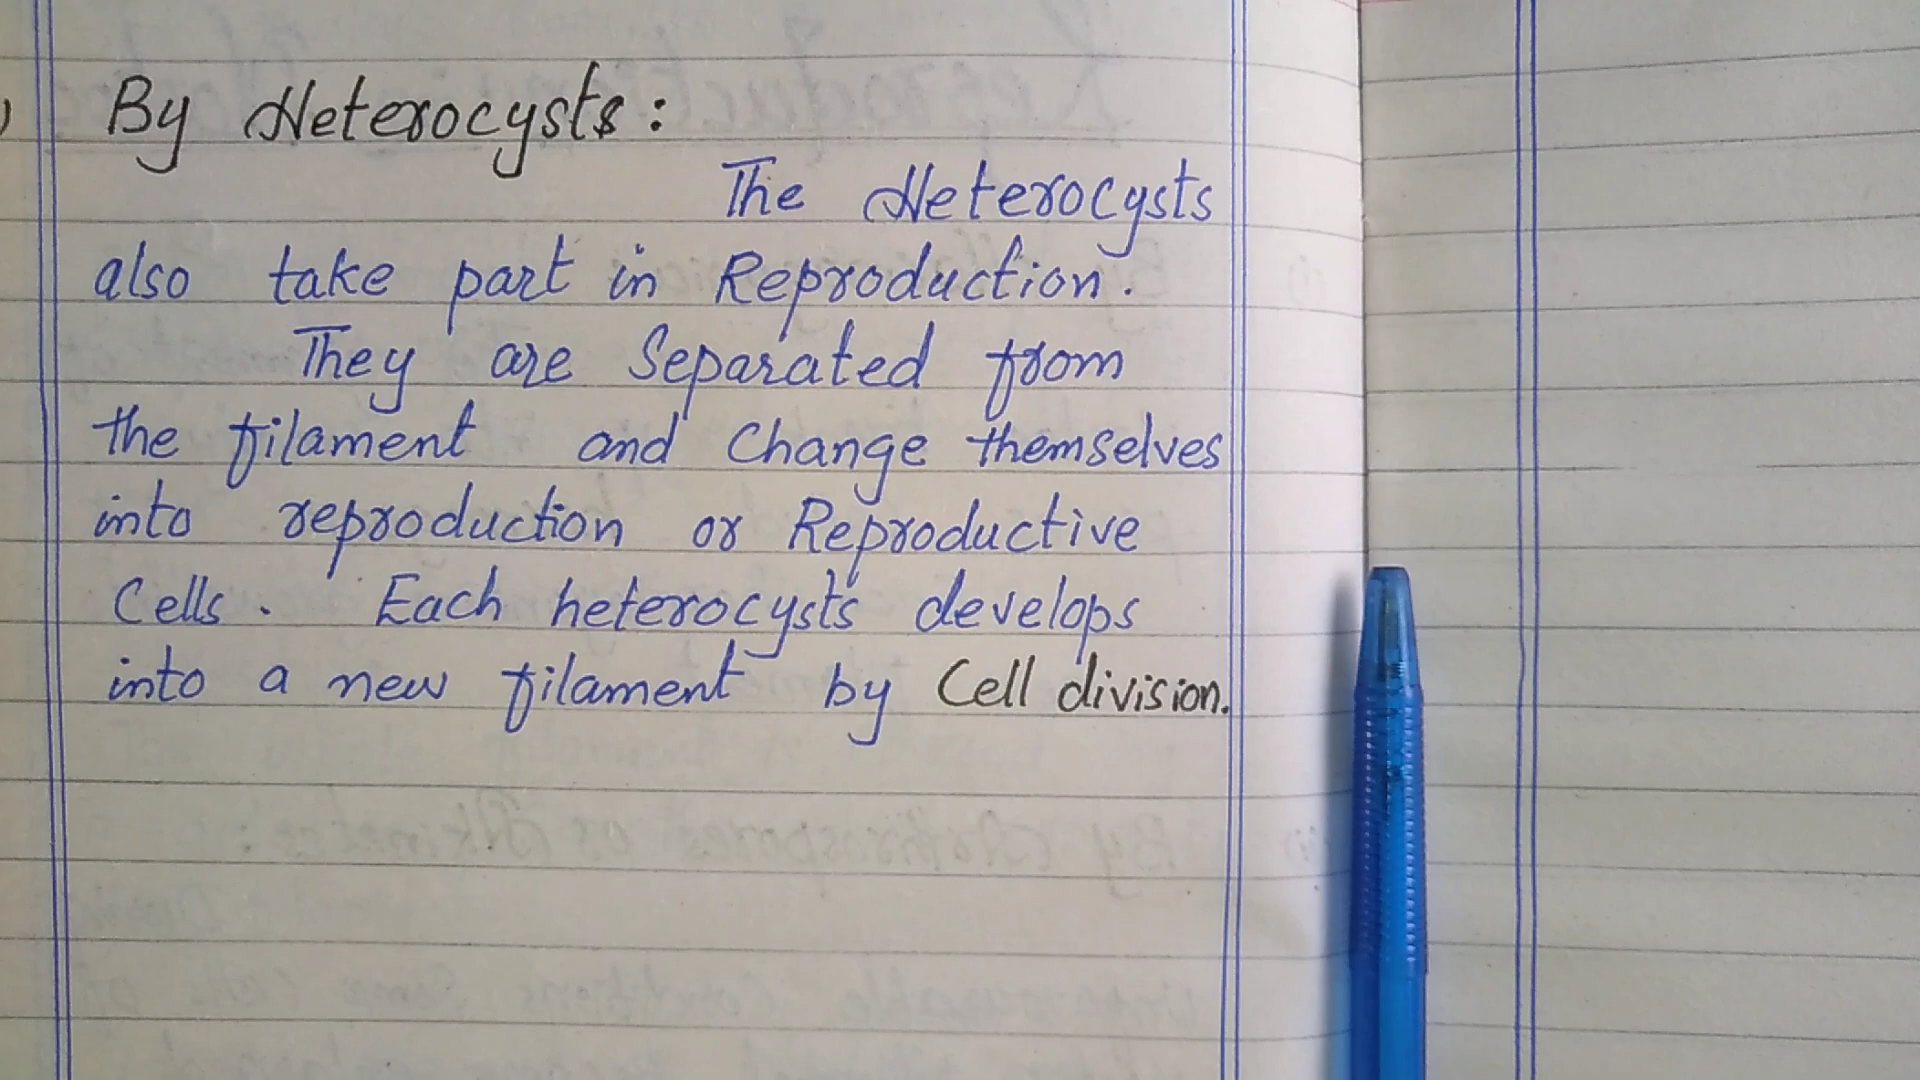 ) By Heterocysts:
The Heterocysts
also take part in Reproduction.
They are Separated from
the filament and Change themselves
into reproduction or Reproductive
Cells. Each heterocysts develops
into a new filament by Cell division.